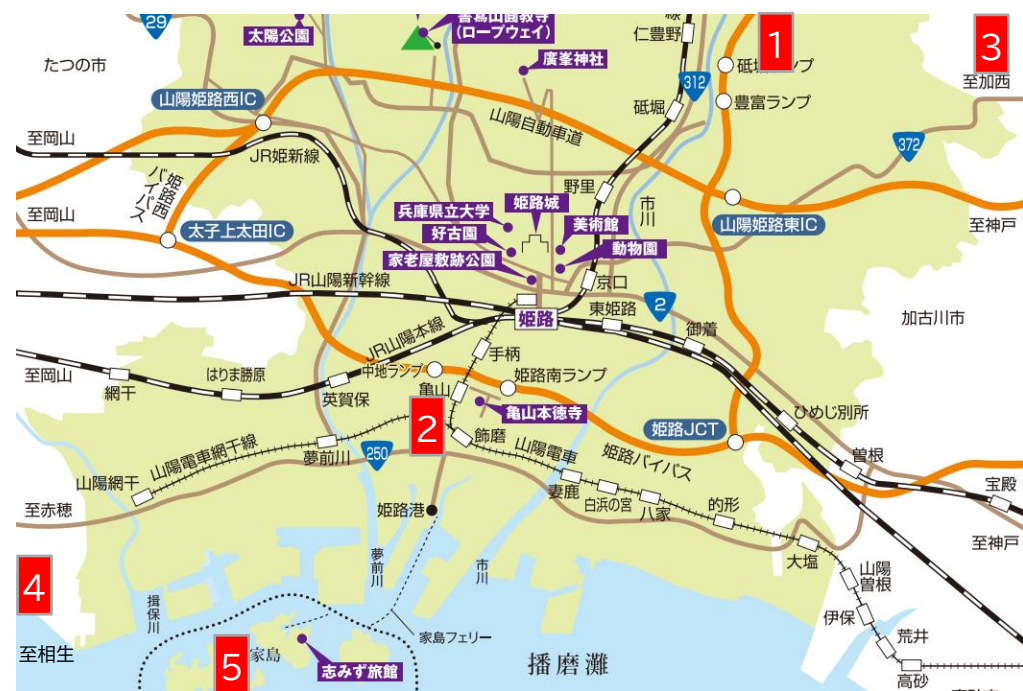 29
太陽公園
書寫山圓教寺
(ロープウェイ)
線
仁豊野
1
3
たつの市
廣峯神社
砥堀ランプ
至加西
312
山陽姫路西IC
砥堀
豊富ランプ
至岡山
山陽自動車道
372
JR姫新線
姫路西
バイパス
野里
市川
兵庫県立大学
姫路城
至岡山
美術館
山陽姫路東IC
至神戸
太子上太田IC
好古園
動物園
家老屋敷跡公園
JR山陽新幹線
京口
2
姫路
東姫路
加古川市
御着
JR山陽本線
手柄
至岡山
網干
はりま勝原
英賀保
中地ランプ
亀山
姫路南ランプ
亀山本徳寺
ひめじ別所
2
姫路JCT
飾磨
山陽電車
姫路バイパス
曽根
山陽電車網干線
夢前川
250
山陽網干
妻鹿
白浜の宮
八家
的形
宝殿
至赤穂
姫路港
至神戸
大塩
夢前川
市川
山陽
曽根
4
揖保川
伊保
家島フェリー
荒井
至相生
5
家島
志みず旅館
播磨灘
高砂